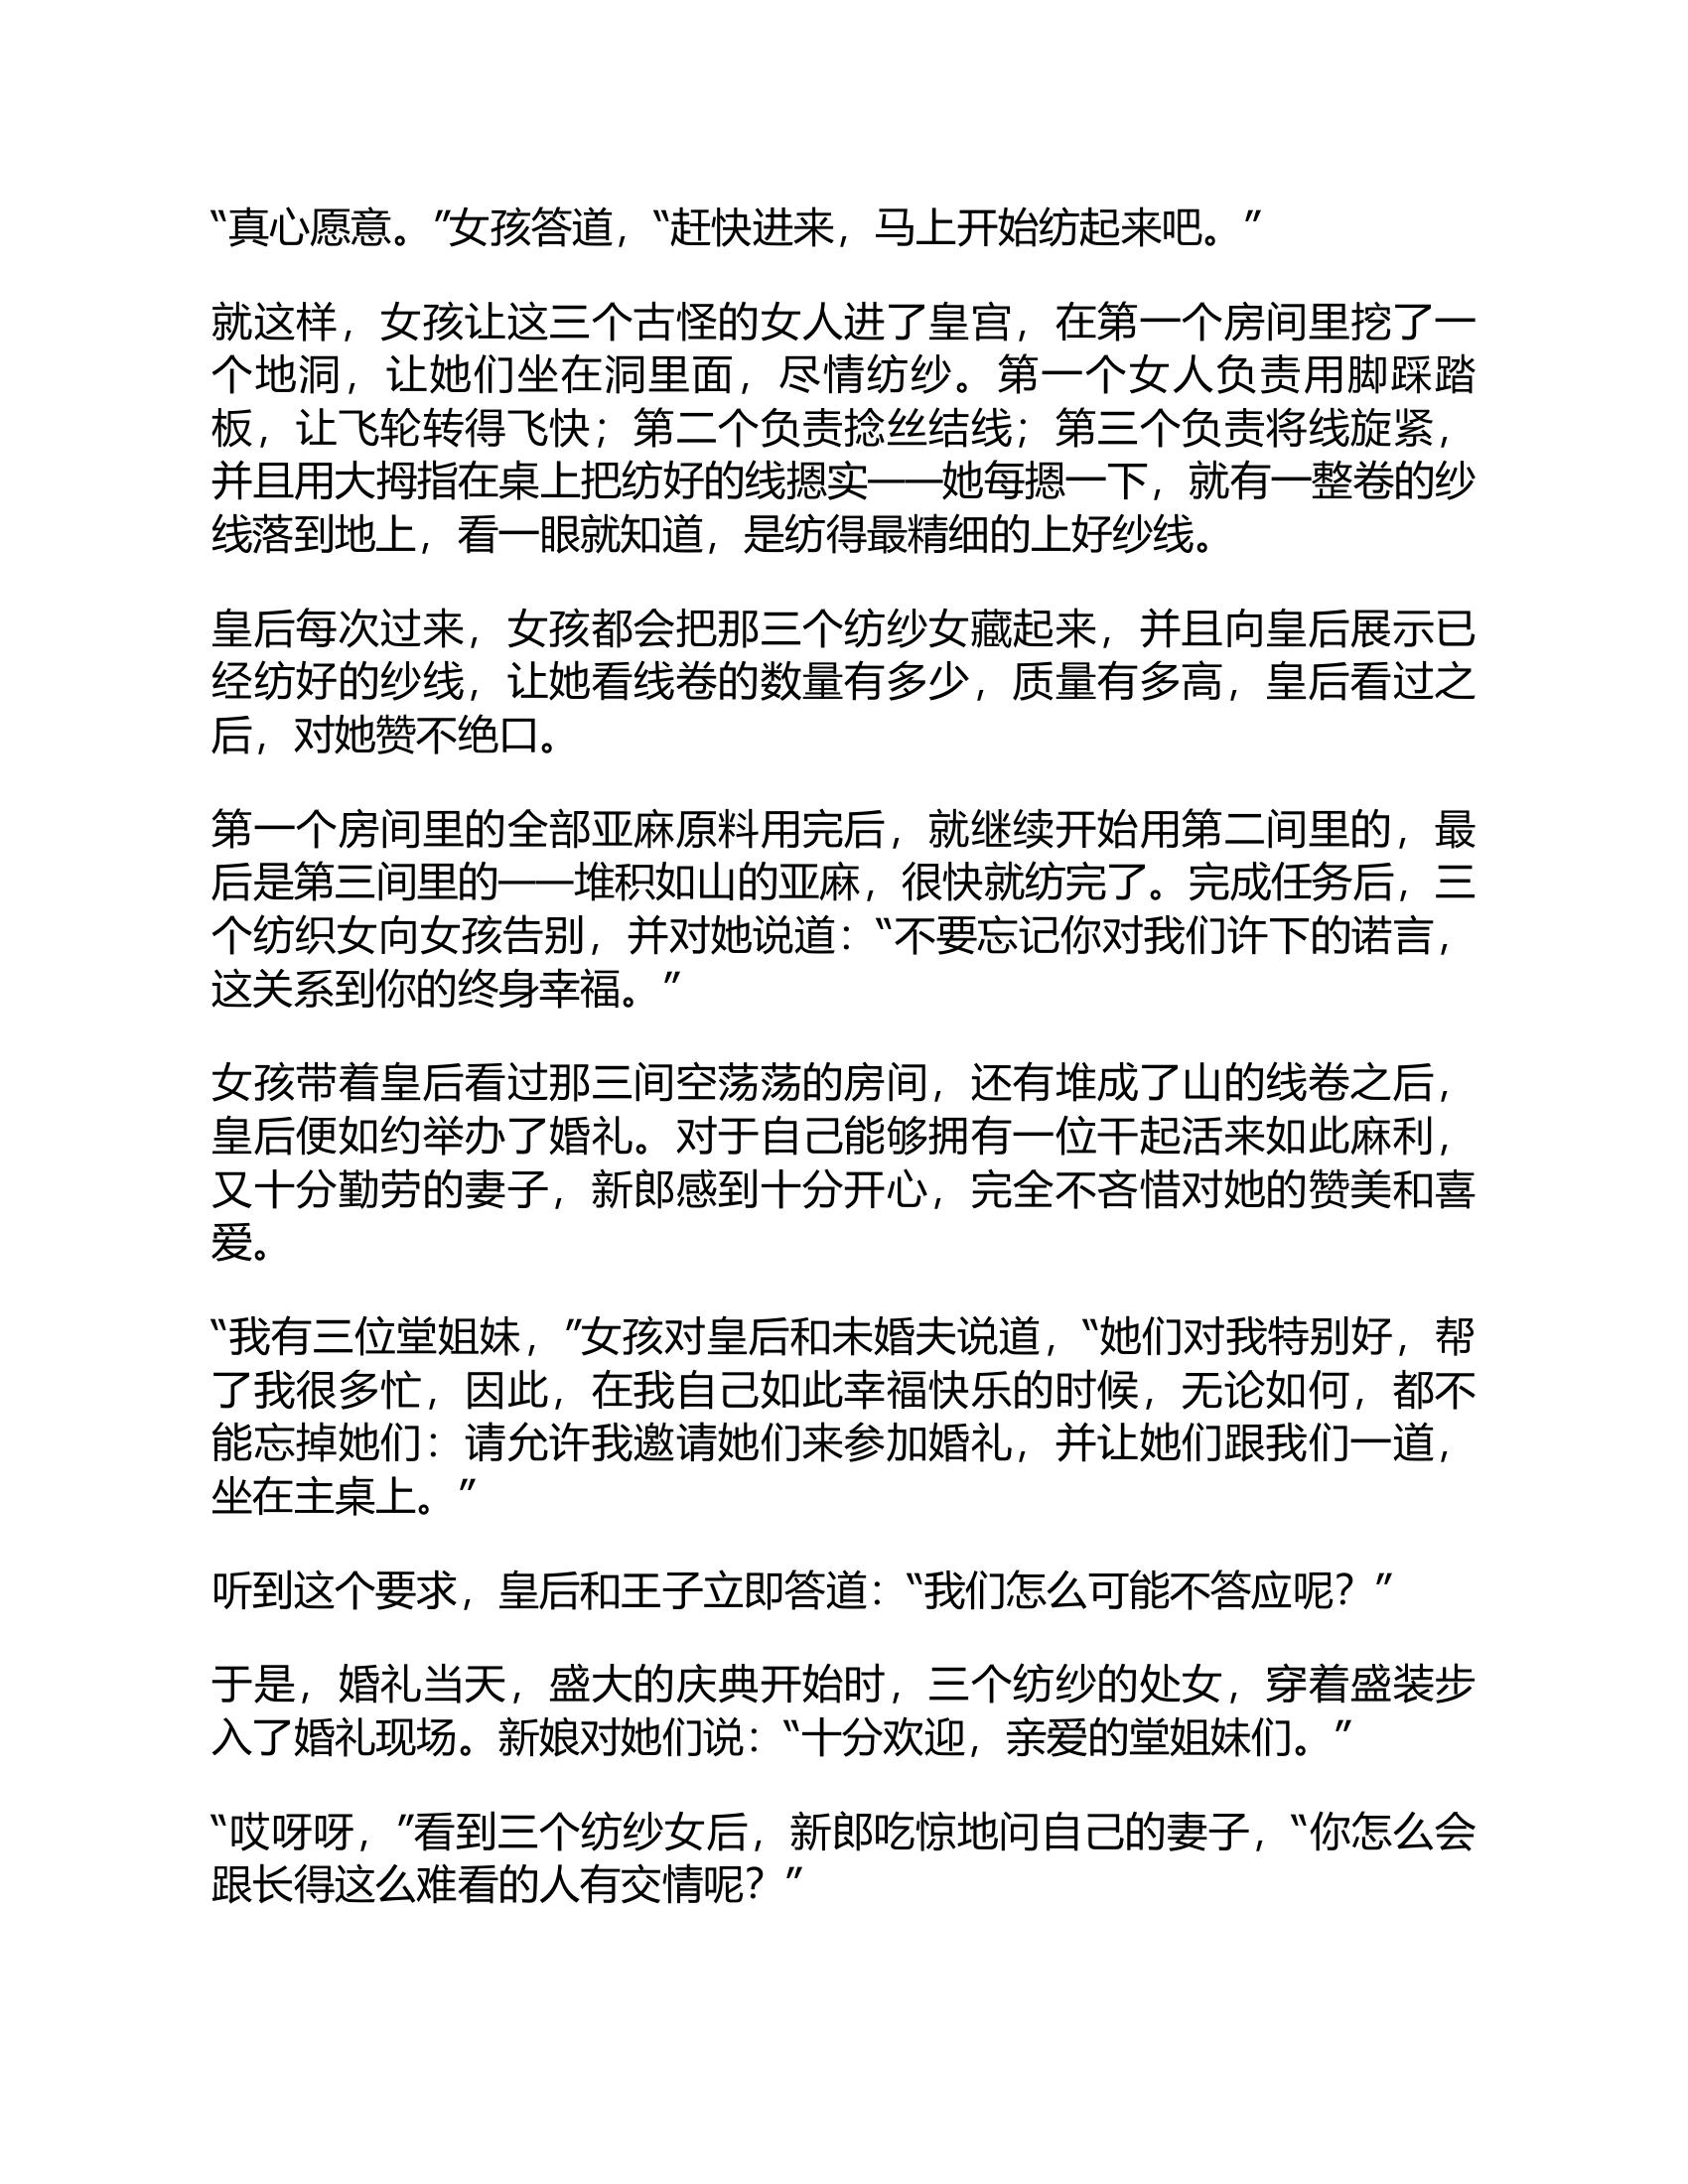 “真心愿意。”女孩答道，“赶快进来，马上开始纺起来吧。”
就这样，女孩让这三个古怪的女人进了皇宫，在第一个房间里挖了一
个地洞，让她们坐在洞里面，尽情纺纱。第一个女人负责用脚踩踏
板，让飞轮转得飞快；第二个负责捻丝结线；第三个负责将线旋紧，
并且用大拇指在桌上把纺好的线摁实——她每摁一下，就有一整卷的纱
线落到地上，看一眼就知道，是纺得最精细的上好纱线。
皇后每次过来，女孩都会把那三个纺纱女藏起来，并且向皇后展示已
经纺好的纱线，让她看线卷的数量有多少，质量有多高，皇后看过之
后，对她赞不绝口。
第一个房间里的全部亚麻原料用完后，就继续开始用第二间里的，最
后是第三间里的——堆积如山的亚麻，很快就纺完了。完成任务后，三
个纺织女向女孩告别，并对她说道：“不要忘记你对我们许下的诺言，
这关系到你的终身幸福。”
女孩带着皇后看过那三间空荡荡的房间，还有堆成了山的线卷之后，
皇后便如约举办了婚礼。对于自己能够拥有一位干起活来如此麻利，
又十分勤劳的妻子，新郎感到十分开心，完全不吝惜对她的赞美和喜
爱。
“我有三位堂姐妹，”女孩对皇后和未婚夫说道，“她们对我特别好，帮
了我很多忙，因此，在我自己如此幸福快乐的时候，无论如何，都不
能忘掉她们：请允许我邀请她们来参加婚礼，并让她们跟我们一道，
坐在主桌上。”
听到这个要求，皇后和王子立即答道：“我们怎么可能不答应呢？”
于是，婚礼当天，盛大的庆典开始时，三个纺纱的处女，穿着盛装步
入了婚礼现场。新娘对她们说：“十分欢迎，亲爱的堂姐妹们。”
“哎呀呀，”看到三个纺纱女后，新郎吃惊地问自己的妻子，“你怎么会
跟长得这么难看的人有交情呢？”